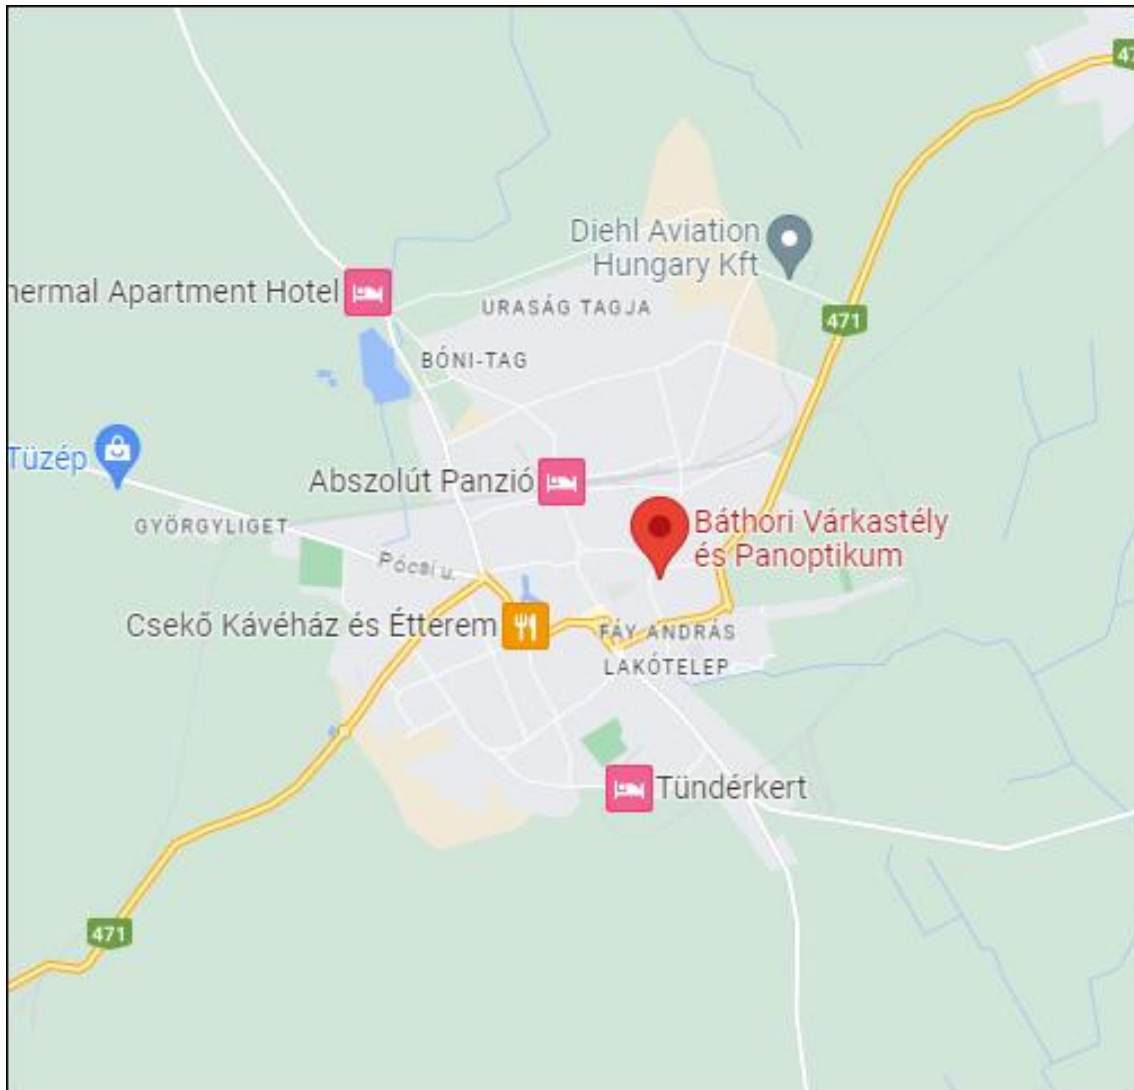 47
Diehl Aviation
Hungary Kft
hermal Apartment Hotel
URASÁG TAGJA
471
BÓNI-TAG
Tüzép
Abszolút Panzió
GYÖRGYLIGET
Báthori Várkastély
és Panoptikum
Pócsi u.
Csekő Kávéház és Étterem
FÁY ANDRÁS
LAKÓTELEP
Tündérkert
471